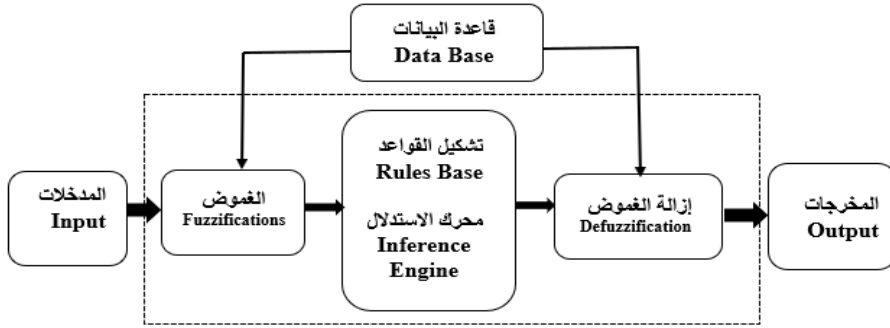 قاعدة البيانات
Data Base
تشكيل القواعد
Rules Base
محرك الاستدلال
Inference
Engine
المدخلات
Input
الغموض
Fuzzifications
إزالة الغموض
Defuzzification
المخرجات
Output